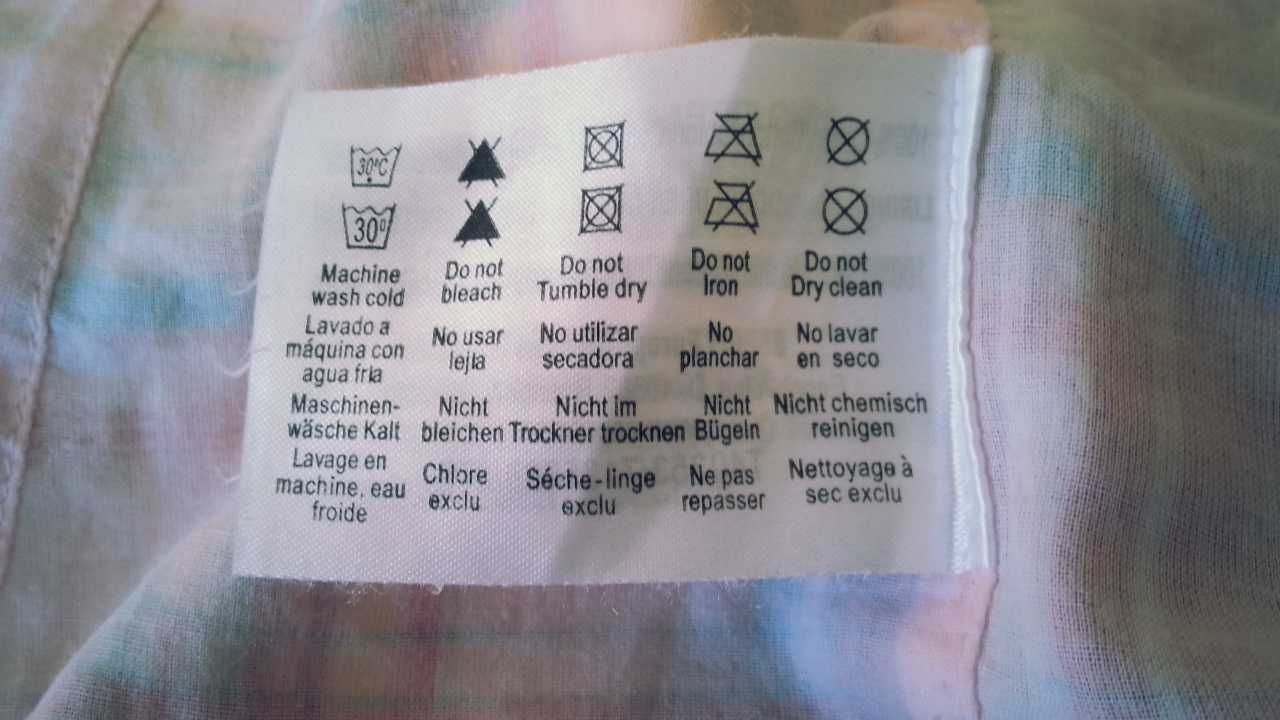 30°C
30°
Machine
wash cold
Do not
bleach
Do not
Tumble dry
Do not
Iron
Do not
Dry clean
Lavado a
máquina con
agua fria
No usar
lejia
No utilizar
secadora
No
planchar
No lavar
en seco
Maschinen-
wäsche Kalt
Nicht
bleichen
Nicht im
Trockner trocknen
Nicht
Bügeln
Nicht chemisch
reinigen
Lavage en
machine, eau
froide
Chlore
exclu
Séche-linge
exclu
Ne pas
repasser
Nettoyage à
sec exclu